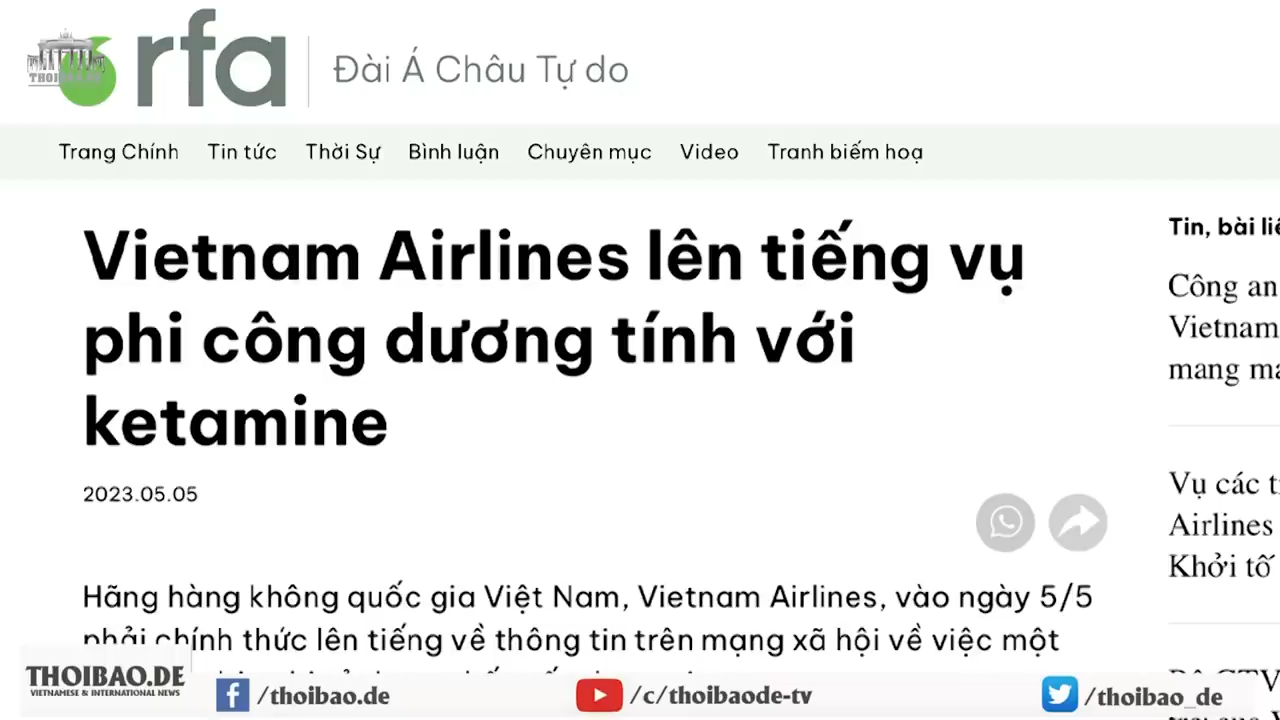 THOIBAO.DE
rfa
Đài Á Châu Tự do
Trang Chính Tin tức Thời Sự Bình luận Chuyên mục Video Tranh biếm hoạ
Vietnam Airlines lên tiếng vụ
phi công dương tính với
ketamine
2023.05.05
Hãng hàng không quốc gia Việt Nam, Vietnam Airlines, vào ngày 5/5
phải chính thức lên tiếng về thông tin trên mạng xã hội về việc một
Tin, bài
Công an
Vietnam
mang
Vụ các
Airlines
Khởi tố
THOIBAO.DE
VIETNAMESE & INTERNATIONAL NEWS
/thoibao.de
/c/thoibaode-tv
/thoibao_de